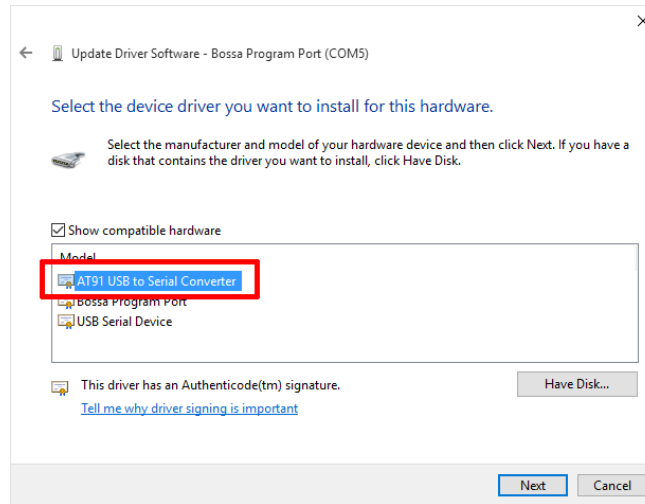 Update Driver Software - Bossa Program Port (COM5)
Select the device driver you want to install for this hardware.
Select the manufacturer and model of your hardware device and then click Next. If you have a
disk that contains the driver you want to install, click Have Disk.
Show compatible hardware
Model
AT91 USB to Serial Converter
Bossa Program Port
USB Serial Device
This driver has an Authenticode(tm) signature.
Have Disk...
Tell me why driver signing is important
Next
Cancel